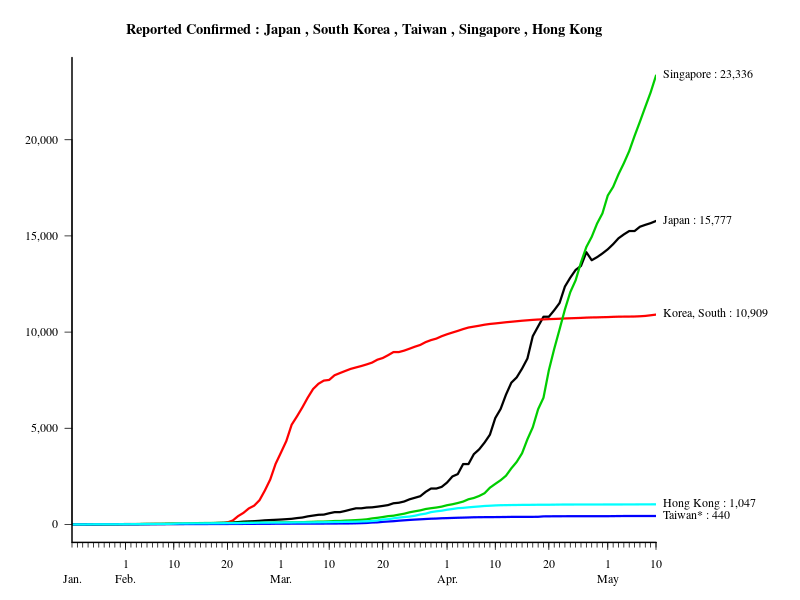 Reported Confirmed : Japan , South Korea , Taiwan , Singapore , Hong Kong
Singapore : 23,336
20,000
Japan : 15,777
15,000
Korea, South : 10,909
10,000
5,000
Hong Kong : 1,047
Taiwan* : 440
0
1 10 20 1 10 20 1 10 20 1 10
Jan. Feb. Mar. Apr. May